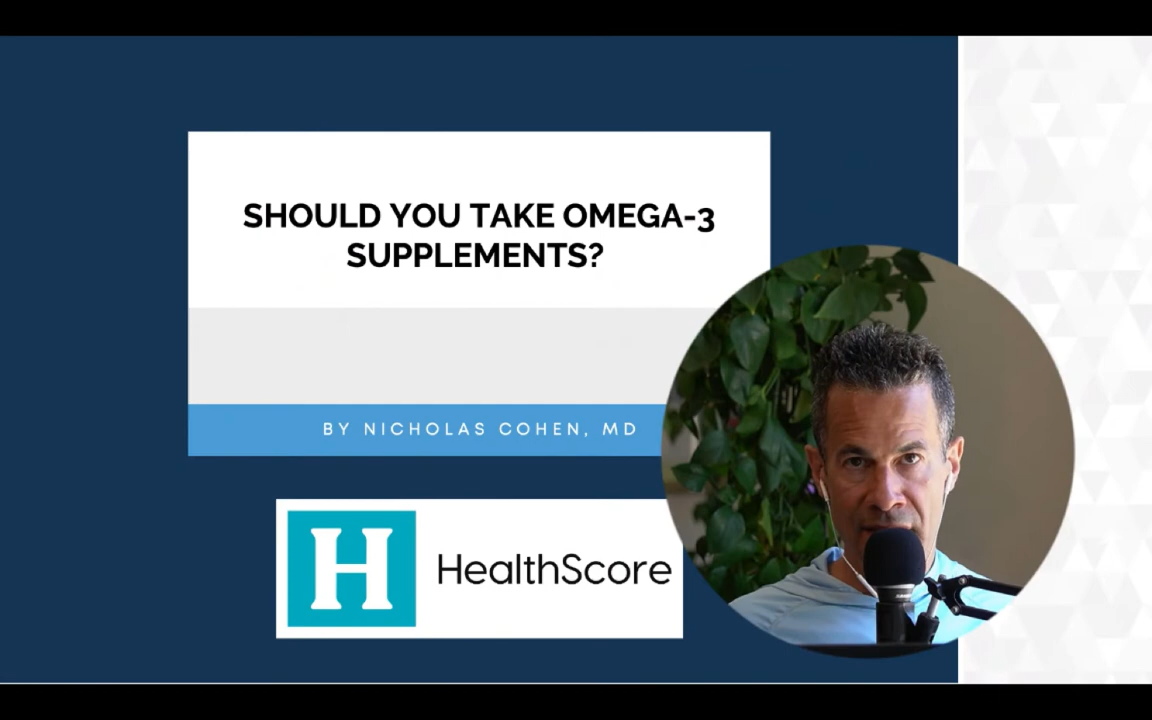 SHOULD YOU TAKE OMEGA-3
SUPPLEMENTS?
BY NICHOLAS COHEN, MD
H HealthScore